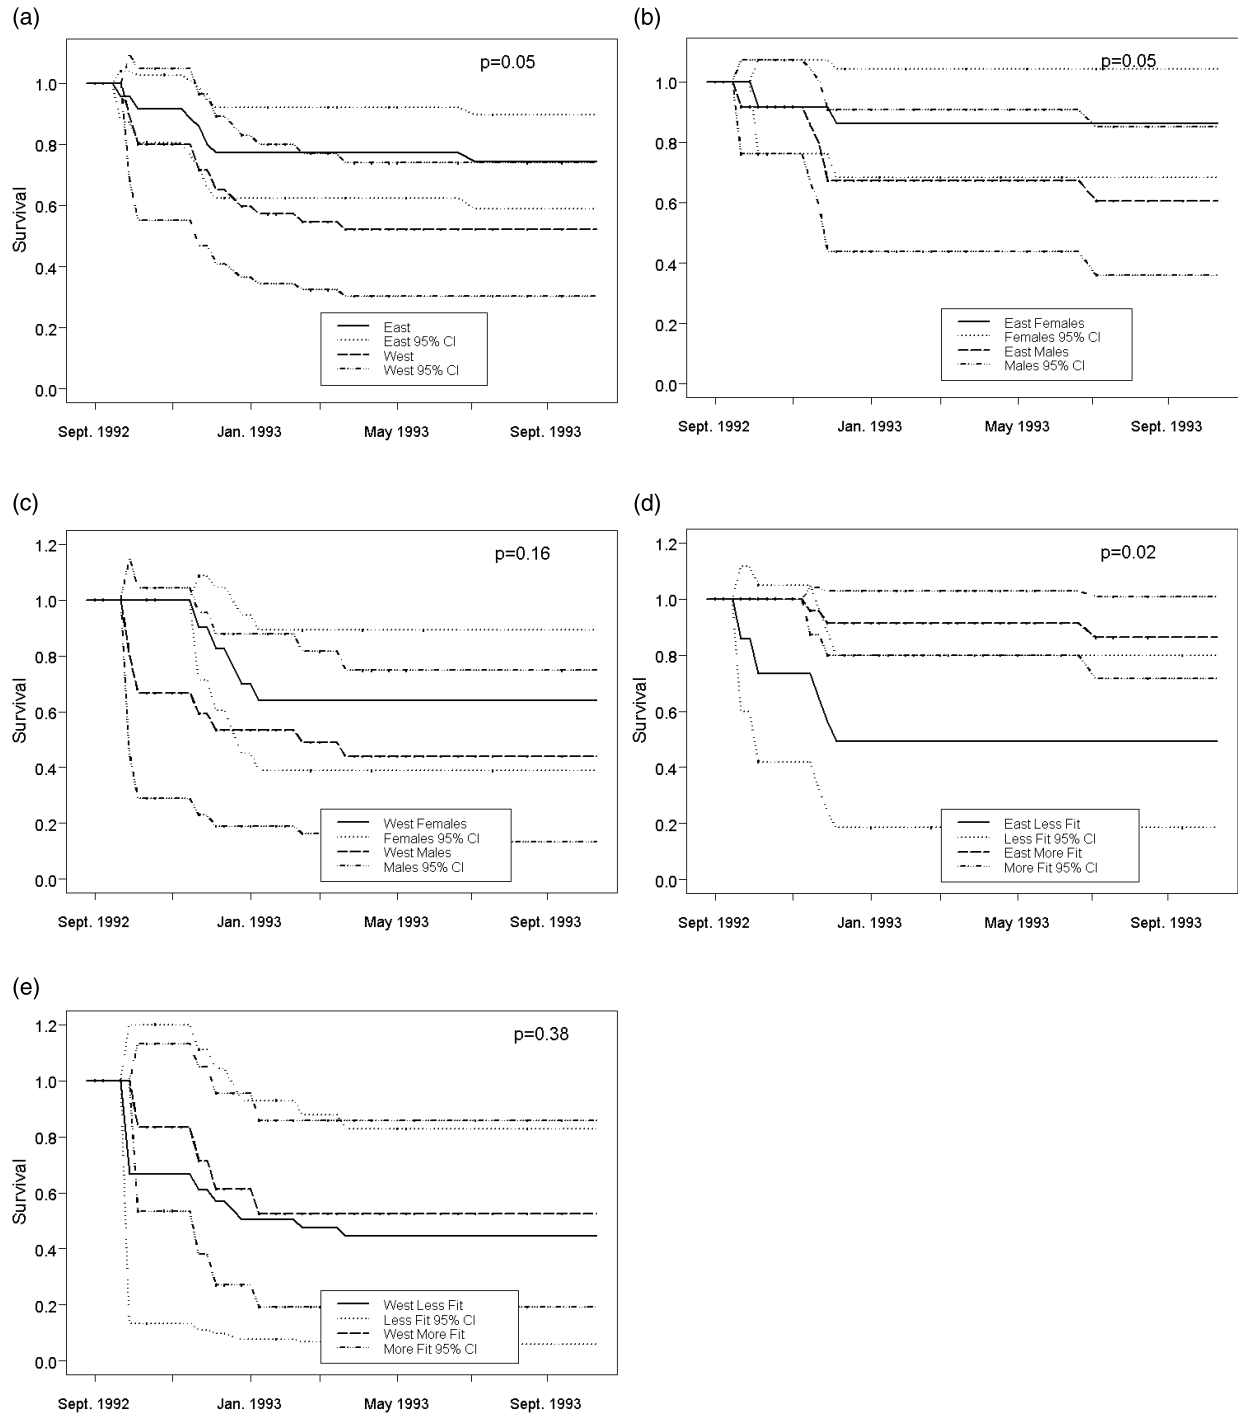 (a)
p=0.05
1.0
0.8
0.6
0.4
0.2
0.0
Survival
East
East 95% CI
West
West 95% CI
Sept. 1992 Jan. 1993 May 1993 Sept. 1993
(b)
p=0.05
1.0
0.8
0.6
0.4
0.2
0.0
Survival
East Females
Females 95% CI
East Males
Males 95% CI
Sept. 1992 Jan. 1993 May 1993 Sept. 1993
(c)
p=0.16
1.2
1.0
0.8
0.6
0.4
0.2
0.0
Survival
West Females
Females 95% CI
West Males
Males 95% CI
Sept. 1992 Jan. 1993 May 1993 Sept. 1993
(d)
p=0.02
1.2
1.0
0.8
0.6
0.4
0.2
0.0
Survival
East Less Fit
Less Fit 95% CI
East More Fit
More Fit 95% CI
Sept. 1992 Jan. 1993 May 1993 Sept. 1993
(e)
p=0.38
1.2
1.0
0.8
0.6
0.4
0.2
0.0
Survival
West Less Fit
Less Fit 95% CI
West More Fit
More Fit 95% CI
Sept. 1992 Jan. 1993 May 1993 Sept. 1993